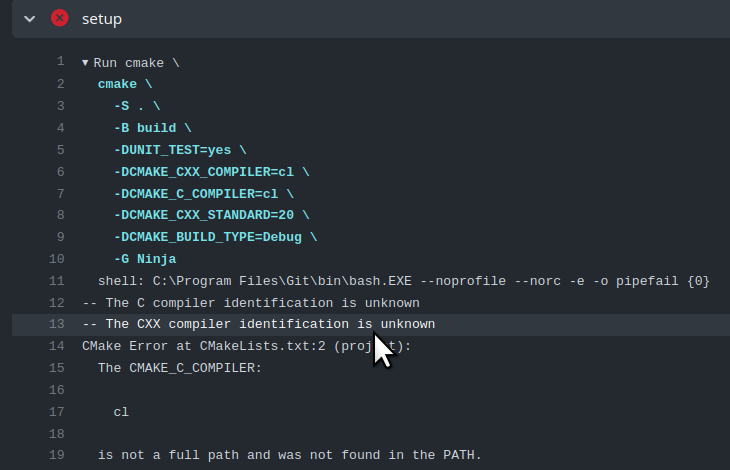 setup
1 ▼ Run cmake \
2 cmake \
3 -S . \
4 -B build \
5 -DUNIT_TEST=yes \
6 -DCMAKE_CXX_COMPILER=cl \
7 -DCMAKE_C_COMPILER=cl \
8 -DCMAKE_CXX_STANDARD=20 \
9 -DCMAKE_BUILD_TYPE=Debug \
10 -G Ninja
11 shell: C:\Program Files\Git\bin\bash.EXE --noprofile --norc -e -o pipefail {0}
12 -- The C compiler identification is unknown
13 -- The CXX compiler identification is unknown
14 CMake Error at CMakeLists.txt:2 (project):
15 The CMAKE_C_COMPILER:
16
17 cl
18
19 is not a full path and was not found in the PATH.